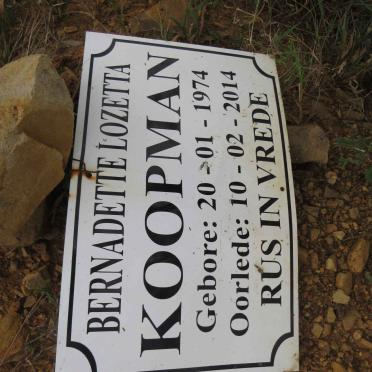 BERNADETTE LOZETTA
KOOPMAN
Gebore: 20 - 01 - 1974
Oorlede: 10 - 02 - 2014
RUS IN VREDE